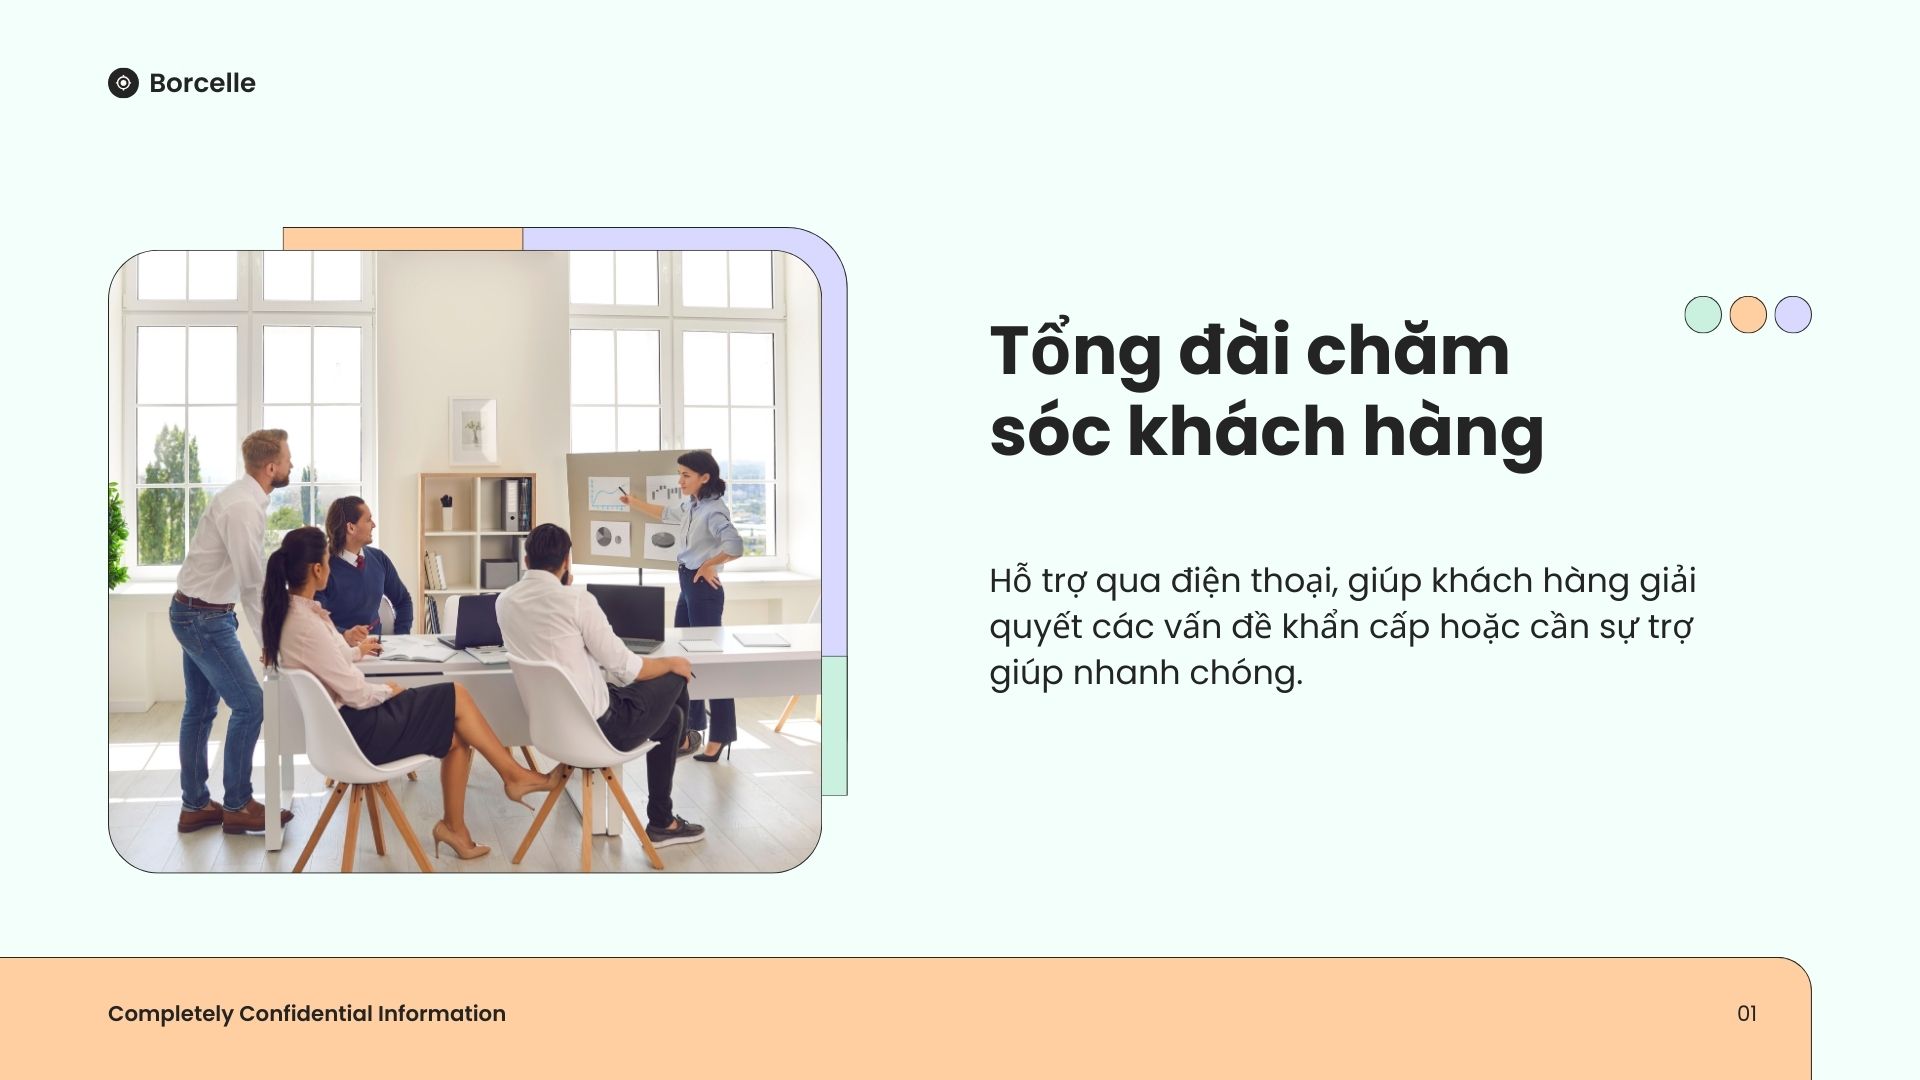 Borcelle
Tổng đài chăm
sóc khách hàng
Hỗ trợ qua điện thoại, giúp khách hàng giải
quyết các vấn đề khẩn cấp hoặc cần sự trợ
giúp nhanh chóng.
Completely Confidential Information
01